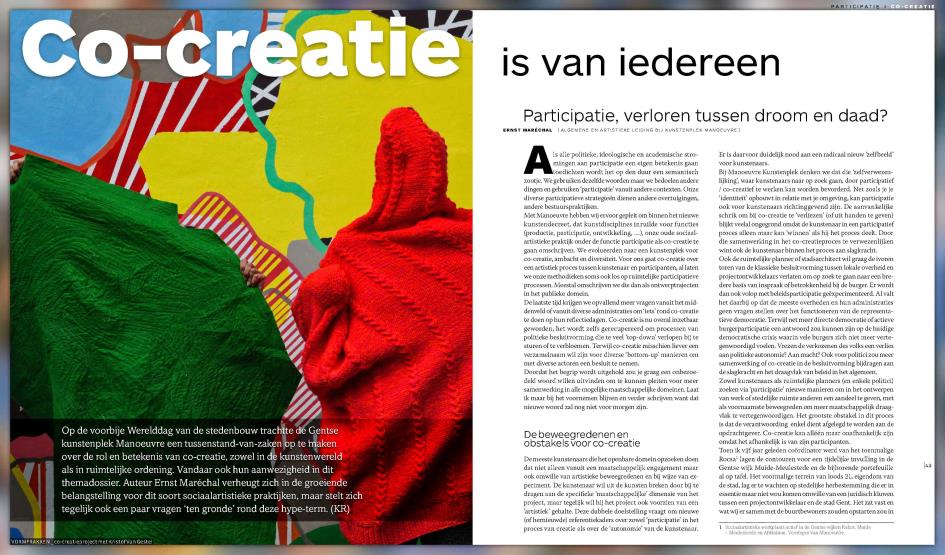 PARTICIPATIE > CO-CREATIE
Co-creatie
is van iedereen
Participatie, verloren tussen droom en daad?
ERNST MARÉCHAL [ALGEMENE EN ARTISTIEKE LEIDING BIJ KUNSTENPLEK MANOEUVRE]
Als alle politieke, ideologische en academische stro-
mingen aan participatie een eigen betekenis gaan
toedichten wordt het op den duur een semantisch
zootje. We gebruiken dezelfde woorden maar we bedoelen andere
dingen en gebruiken 'participatie' vanuit andere contexten. Onze
diverse participatieve strategieën dienen andere overtuigingen,
andere bestuurspraktijken.
Met Manoeuvre hebben wij ervoor gepleit om binnen het nieuwe
kunstendecreet, dat kunstdisciplines inruilde voor functies
(productie, participatie, ontwikkeling, ...), onze oude sociaal-
artistieke praktijk onder de functie participatie als co-creatie te
gaan omschrijven. We evolueerden naar een kunstenplek voor
co-creatie, ambacht en diversiteit. Voor ons gaat co-creatie over
een artistiek proces tussen kunstenaar en participanten, al laten
we onze methodieken soms ook los op ruimtelijke participatieve
processen. Meestal omschrijven we die dan als ontwerptrajecten
in het publieke domein.
De laatste tijd krijgen we opvallend meer vragen vanuit het mid-
denveld of vanuit diverse administraties om 'iets' rond co-creatie
te doen op hun reflectiedagen. Co-creatie is nu overal inzetbaar
geworden, het wordt zelfs gerecupereerd om processen van
politieke besluitvorming die te veel 'top-down' verlopen bij te
sturen of te verbloemen. Terwijl co-creatie misschien liever een
verzamelnaam wil zijn voor diverse 'bottom-up' manieren om
met diverse actoren een besluit te nemen.
Doordat het begrip wordt uitgehold zou je graag een onbezoe-
deld woord willen uitvinden om te kunnen pleiten voor meer
samenwerking in alle mogelijke maatschappelijke domeinen. Laat
ik maar bij het voornemen blijven en verder schrijven want dat
nieuwe woord zal nog niet voor morgen zijn.
De beweegredenen en
obstakels voor co-creatie
De meeste kunstenaars die het openbare domein opzoeken doen
dat niet alleen vanuit een maatschappelijk engagement maar
ook omwille van artistieke beweegredenen en bij wijze van ex-
periment. De kunstenaar wil uit de kunsten breken door bij te
dragen aan de specifieke 'maatschappelijke' dimensie van het
project, maar tegelijk wil hij het project ook voorzien van een
'artistiek' gehalte. Deze dubbele doelstelling vraagt om nieuwe
(of hernieuwde) referentiekaders over zowel 'participatie' in het
proces van creatie als over de 'autonomie' van de kunstenaar.
Er is daarvoor duidelijk nood aan een radicaal nieuw 'zelfbeeld'
voor kunstenaars.
Bij Manoeuvre Kunstenplek denken we dat die 'zelfverwezen-
lijking', waar kunstenaars naar op zoek gaan, door participatief
/ co-creatief te werken kan worden bevorderd. Net zoals je je
'identiteit' opbouwt in relatie met je omgeving, kan participatie
ook voor kunstenaars richtinggevend zijn. De aanvankelijke
schrik om bij co-creatie te 'verliezen' (of uit handen te geven)
blijkt veelal ongegrond omdat de kunstenaar in een participatief
proces alleen maar kan 'winnen' als hij het proces deelt. Door
die samenwerking in het co-creatieproces te verwezenlijken
wint ook de kunstenaar binnen het proces aan slagkracht.
Ook de ruimtelijke planner of stadsarchitect wil graag de ivoren
toren van de klassieke besluitvorming tussen lokale overheid en
projectontwikkelaars verlaten om op zoek te gaan naar een bre-
dere basis van inspraak of betrokkenheid bij de burger. Er wordt
dan ook volop met beleidsparticipatie geëxperimenteerd. Al valt
het daarbij op dat de meeste overheden en hun administraties
geen vragen stellen over het functioneren van de representa-
tieve democratie. Terwijl net meer directe democratie of actieve
burgerparticipatie een antwoord zou kunnen zijn op de huidige
democratische crisis waarin vele burgers zich niet meer verte-
genwoordigd voelen. Vrezen de verkozenen des volks een verlies
aan politieke autonomie? Aan macht? Ook voor politici zou meer
samenwerking of co-creatie in de besluitvorming bijdragen aan
de slagkracht en het draagvlak van beleid in het algemeen.
Zowel kunstenaars als ruimtelijke planners (en enkele politici)
zoeken via 'participatie' nieuwe manieren om in het ontwerpen
van werk of stedelijke ruimte anderen een aandeel te geven, met
als voornaamste beweegreden om meer maatschappelijk draag-
vlak te vertegenwoordigen. Het grootste obstakel in dit proces
is dat de verantwoording enkel dient afgelegd te worden aan de
opdrachtgever. Co-creatie kan alléén maar onafhankelijk zijn
omdat het afhankelijk is van zijn participanten.
Toen ik vijf jaar geleden coördinator werd van het toenmalige
Rocsa¹ lagen de contouren voor een tijdelijke invulling in de
Gentse wijk Muide-Meulestede en de bijhorende portefeuille
al op tafel. Het voormalige terrein van loods 21, eigendom van
de stad, lag er te wachten op stedelijke herbestemming die er in
essentie maar niet wou komen omwille van een juridisch kluwen
tussen een projectontwikkelaar en de stad Gent. Het zat vast en
wat wij er samen met de buurtbewoners zouden opstarten zou in
1 Sociaalartistieke werkplaats actief in de Gentse wijken Rabot, Muide
– Meulestede en Afrikalaan. Voorloper van Manoeuvre.
|43
Op de voorbije Werelddag van de stedenbouw trachtte de Gentse
kunstenplek Manoeuvre een tussenstand-van-zaken op te maken
over de rol en betekenis van co-creatie, zowel in de kunstenwereld
als in ruimtelijke ordening. Vandaar ook hun aanwezigheid in dit
themadossier. Auteur Ernst Maréchal verheugt zich in de groeiende
belangstelling voor dit soort sociaalartistieke praktijken, maar stelt zich
tegelijk ook een paar vragen 'ten gronde' rond deze hype-term. (KR)
VORMFRAKKEN, co-creatieproject met Kristof Van Gestel